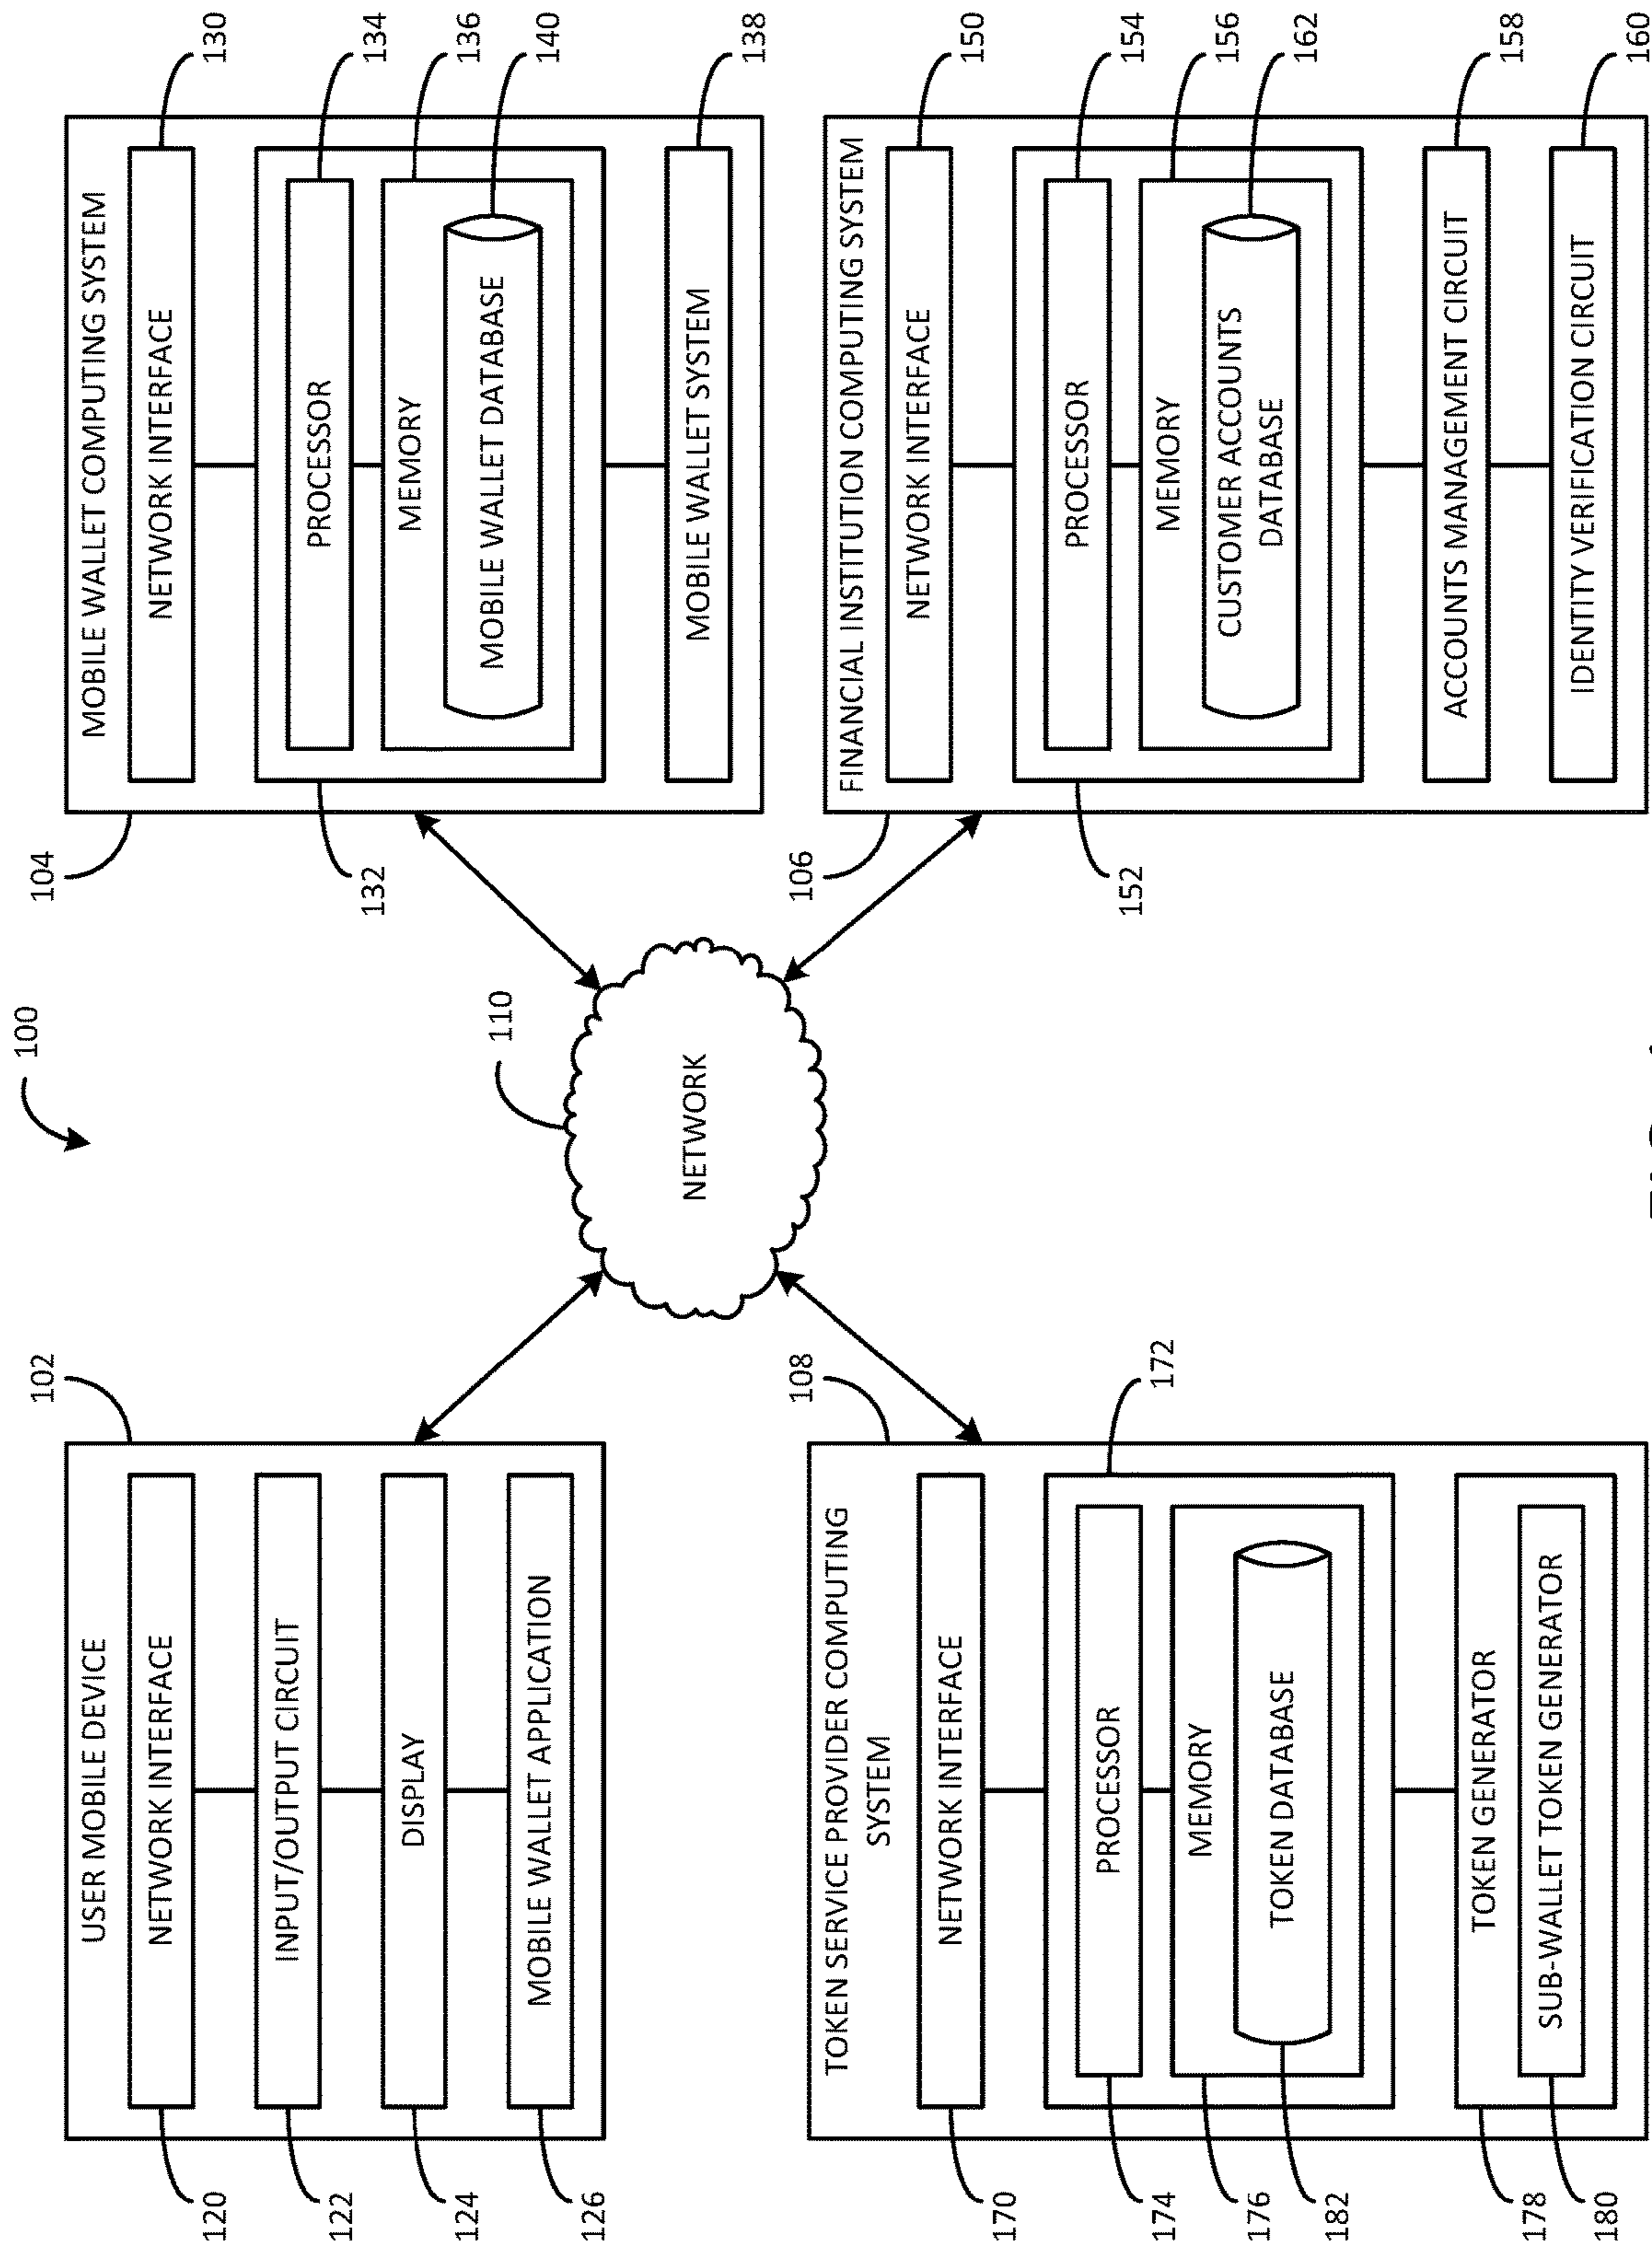 100
102
USER MOBILE DEVICE
120
NETWORK INTERFACE
122
INPUT/OUTPUT CIRCUIT
124
DISPLAY
126
MOBILE WALLET APPLICATION
110
NETWORK
104
MOBILE WALLET COMPUTING SYSTEM
NETWORK INTERFACE
130
132
PROCESSOR
134
MEMORY
136
MOBILE WALLET DATABASE
140
MOBILE WALLET SYSTEM
138
108
TOKEN SERVICE PROVIDER COMPUTING
SYSTEM
170
NETWORK INTERFACE
172
174
PROCESSOR
176
MEMORY
182
TOKEN DATABASE
178
TOKEN GENERATOR
180
SUB-WALLET TOKEN GENERATOR
106
FINANCIAL INSTITUTION COMPUTING SYSTEM
NETWORK INTERFACE
150
152
PROCESSOR
154
MEMORY
156
CUSTOMER ACCOUNTS
DATABASE
162
ACCOUNTS MANAGEMENT CIRCUIT
158
IDENTITY VERIFICATION CIRCUIT
160